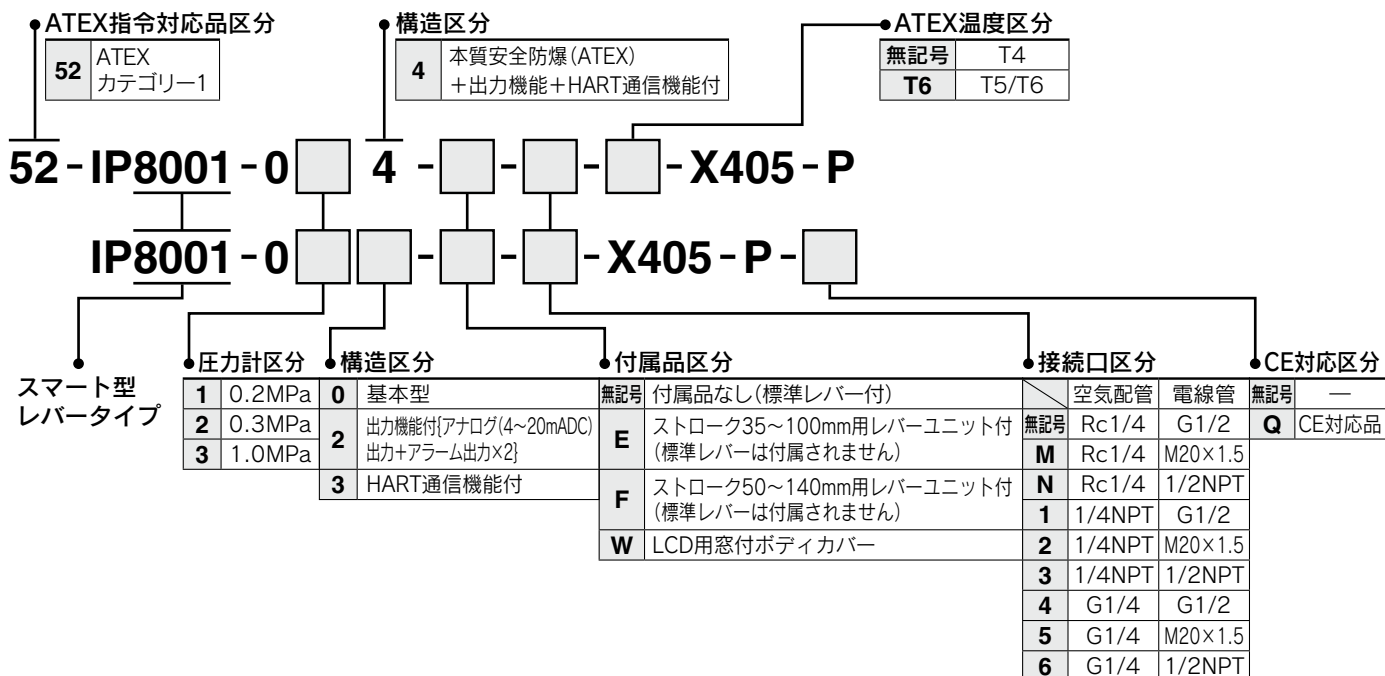 ATEX指令対応品区分
52 ATEX カテゴリー1
構造区分
4 本質安全防爆(ATEX)
+出力機能+HART通信機能付
ATEX温度区分
無記号 T4
T6 T5/T6
52-IP8001-0 4 - - - -X405-P
IP8001-0 - - -X405-P-
スマート型
レバータイプ
圧力計区分
1 0.2MPa
2 0.3MPa
3 1.0MPa
構造区分
0 基本型
2 出力機能付{アナログ(4〜20mADC)
出力+アラーム出力×2}
3 HART通信機能付
付属品区分
無記号 付属品なし(標準レバー付)
E ストローク35〜100mm用レバーユニット付
(標準レバーは付属されません)
F ストローク50〜140mm用レバーユニット付
(標準レバーは付属されません)
W LCD用窓付ボディカバー
接続口区分
空気配管 電線管
無記号 Rc1/4 G1/2
M Rc1/4 M20×1.5
N Rc1/4 1/2NPT
1 1/4NPT G1/2
2 1/4NPT M20×1.5
3 1/4NPT 1/2NPT
4 G1/4 G1/2
5 G1/4 M20×1.5
6 G1/4 1/2NPT
CE対応区分
無記号 —
Q CE対応品